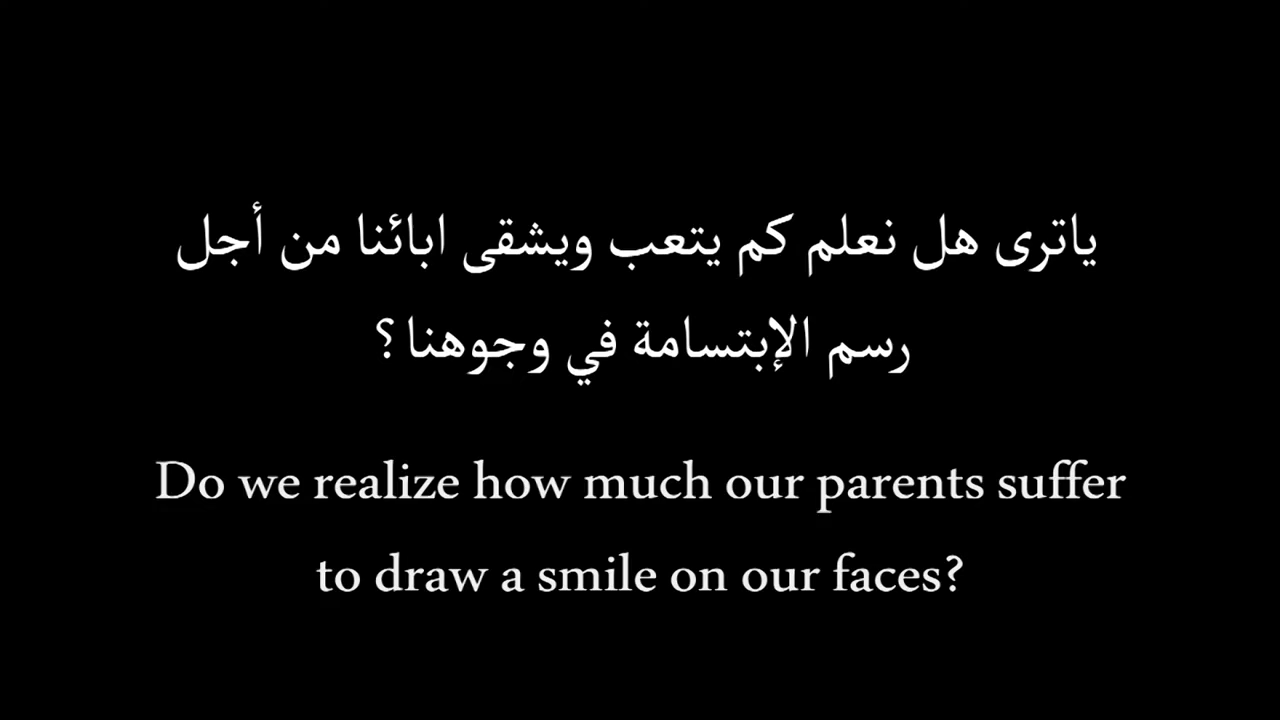 ياترى هل نعلم كم يتعب ويشقى ابائنا من أجل
رسم الإبتسامة في وجوهنا ؟
Do we realize how much our parents suffer
to draw a smile on our faces?